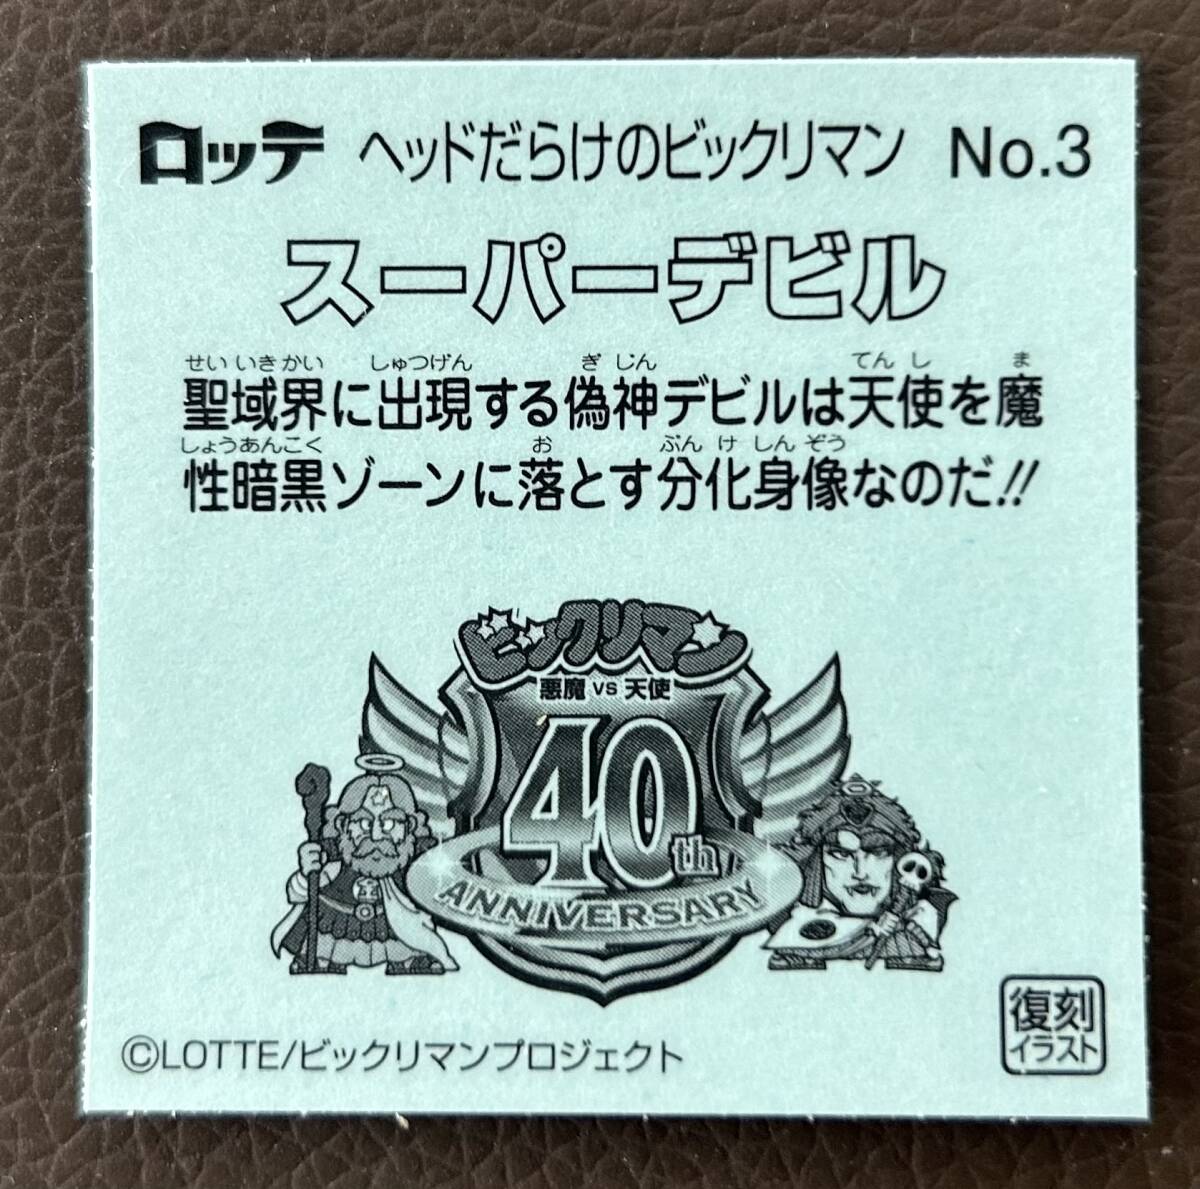 ロッテ ヘッドだらけのビックリマン No.3
スーパーデビル
せいいきかい しゅつげん ぎ じん てん し ま
聖域界に出現する偽神デビルは天使を魔
しょうあんこく お ぶん け しん ぞう
性暗黒ゾーンに落とす分化身像なのだ!!
ビックリマン
悪魔 VS 天使
40th
ANNIVERSARY
復刻
イラスト
©LOTTE/ビックリマンプロジェクト